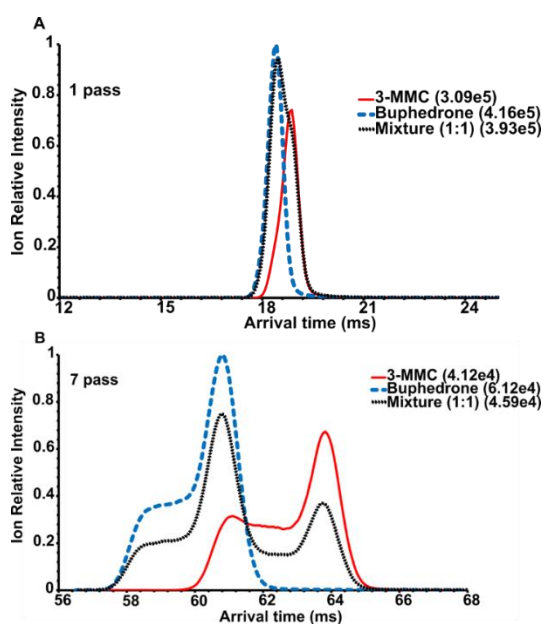 A
1 pass
3-MMC (3.09e5)
Buphedrone (4.16e5)
Mixture (1:1) (3.93e5)
Ion Relative Intensity
1
0.8
0.6
0.4
0.2
0
12 15 18 21 24
Arrival time (ms)
B
7 pass
3-MMC (4.12e4)
Buphedrone (6.12e4)
Mixture (1:1) (4.59e4)
Ion Relative Intensity
1
0.8
0.6
0.4
0.2
0
56 58 60 62 64 66 68
Arrival time (ms)